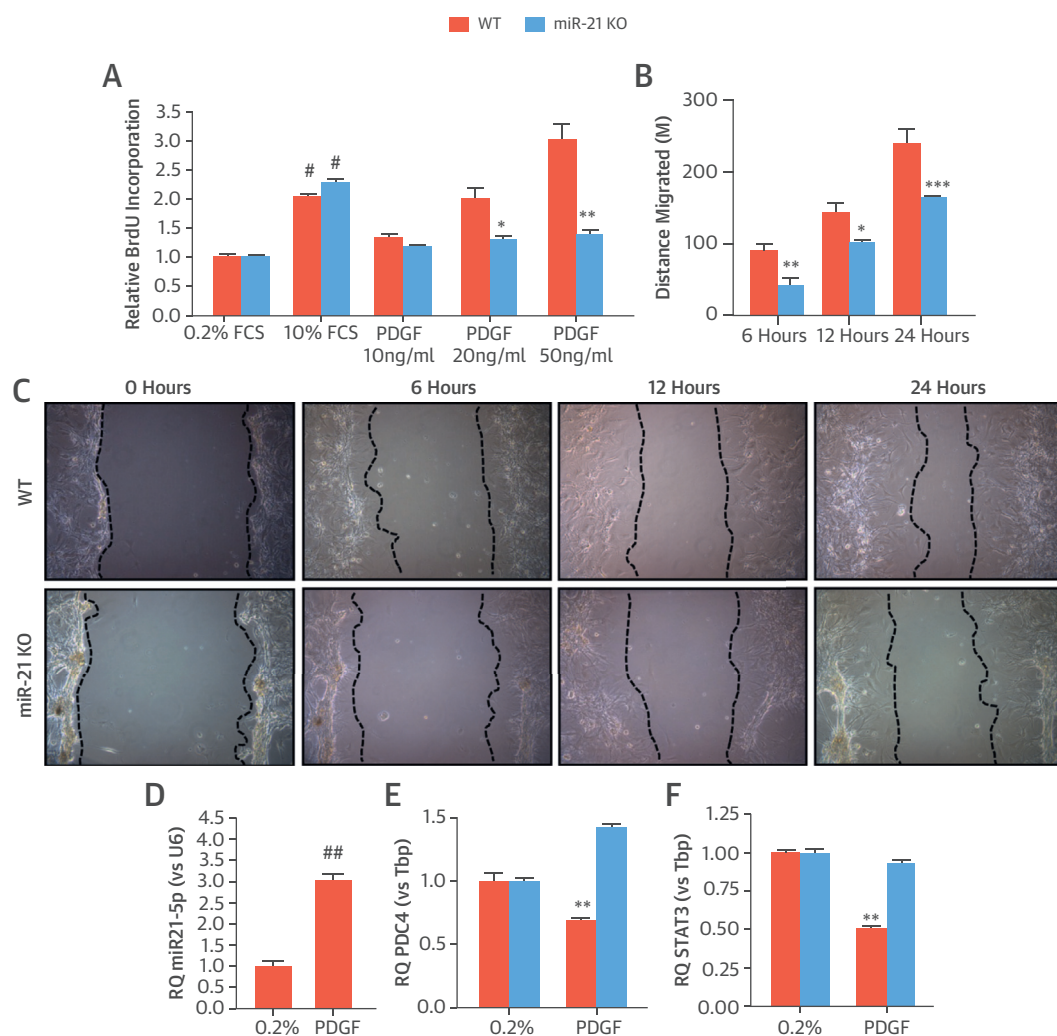 WT miR-21 KO
A
Relative BrdU Incorporation
3.5
3.0
2.5
2.0
1.5
1.0
0.5
0.0
# #
* **
0.2% FCS 10% FCS PDGF PDGF PDGF
10ng/ml 20ng/ml 50ng/ml
B
Distance Migrated (M)
300
200
100
0
** * ***
6 Hours 12 Hours 24 Hours
C
0 Hours 6 Hours 12 Hours 24 Hours
WT
miR-21 KO
D
RQ miR21-5p (vs U6)
4.5
4.0
3.5
3.0
2.5
2.0
1.5
1.0
0.5
0.0
##
0.2% PDGF
E
RQ PDC4 (vs Tbp)
1.5
1.0
0.5
0.0
**
0.2% PDGF
F
RQ STAT3 (vs Tbp)
1.25
1.00
0.75
0.50
0.25
0.00
**
0.2% PDGF